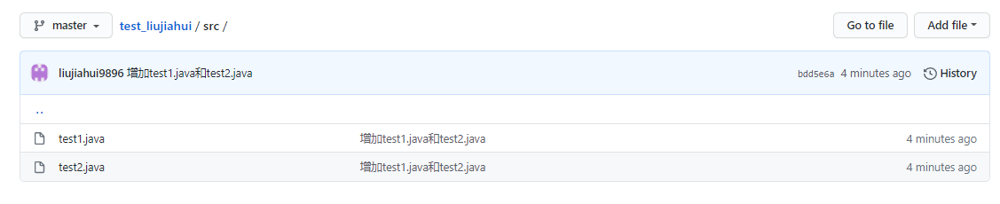 master test_liujiahui / src / Go to file Add file
liujiahui9896 增加test1.java和test2.java bdd5e6a 4 minutes ago History
..
test1.java 增加test1.java和test2.java 4 minutes ago
test2.java 增加test1.java和test2.java 4 minutes ago